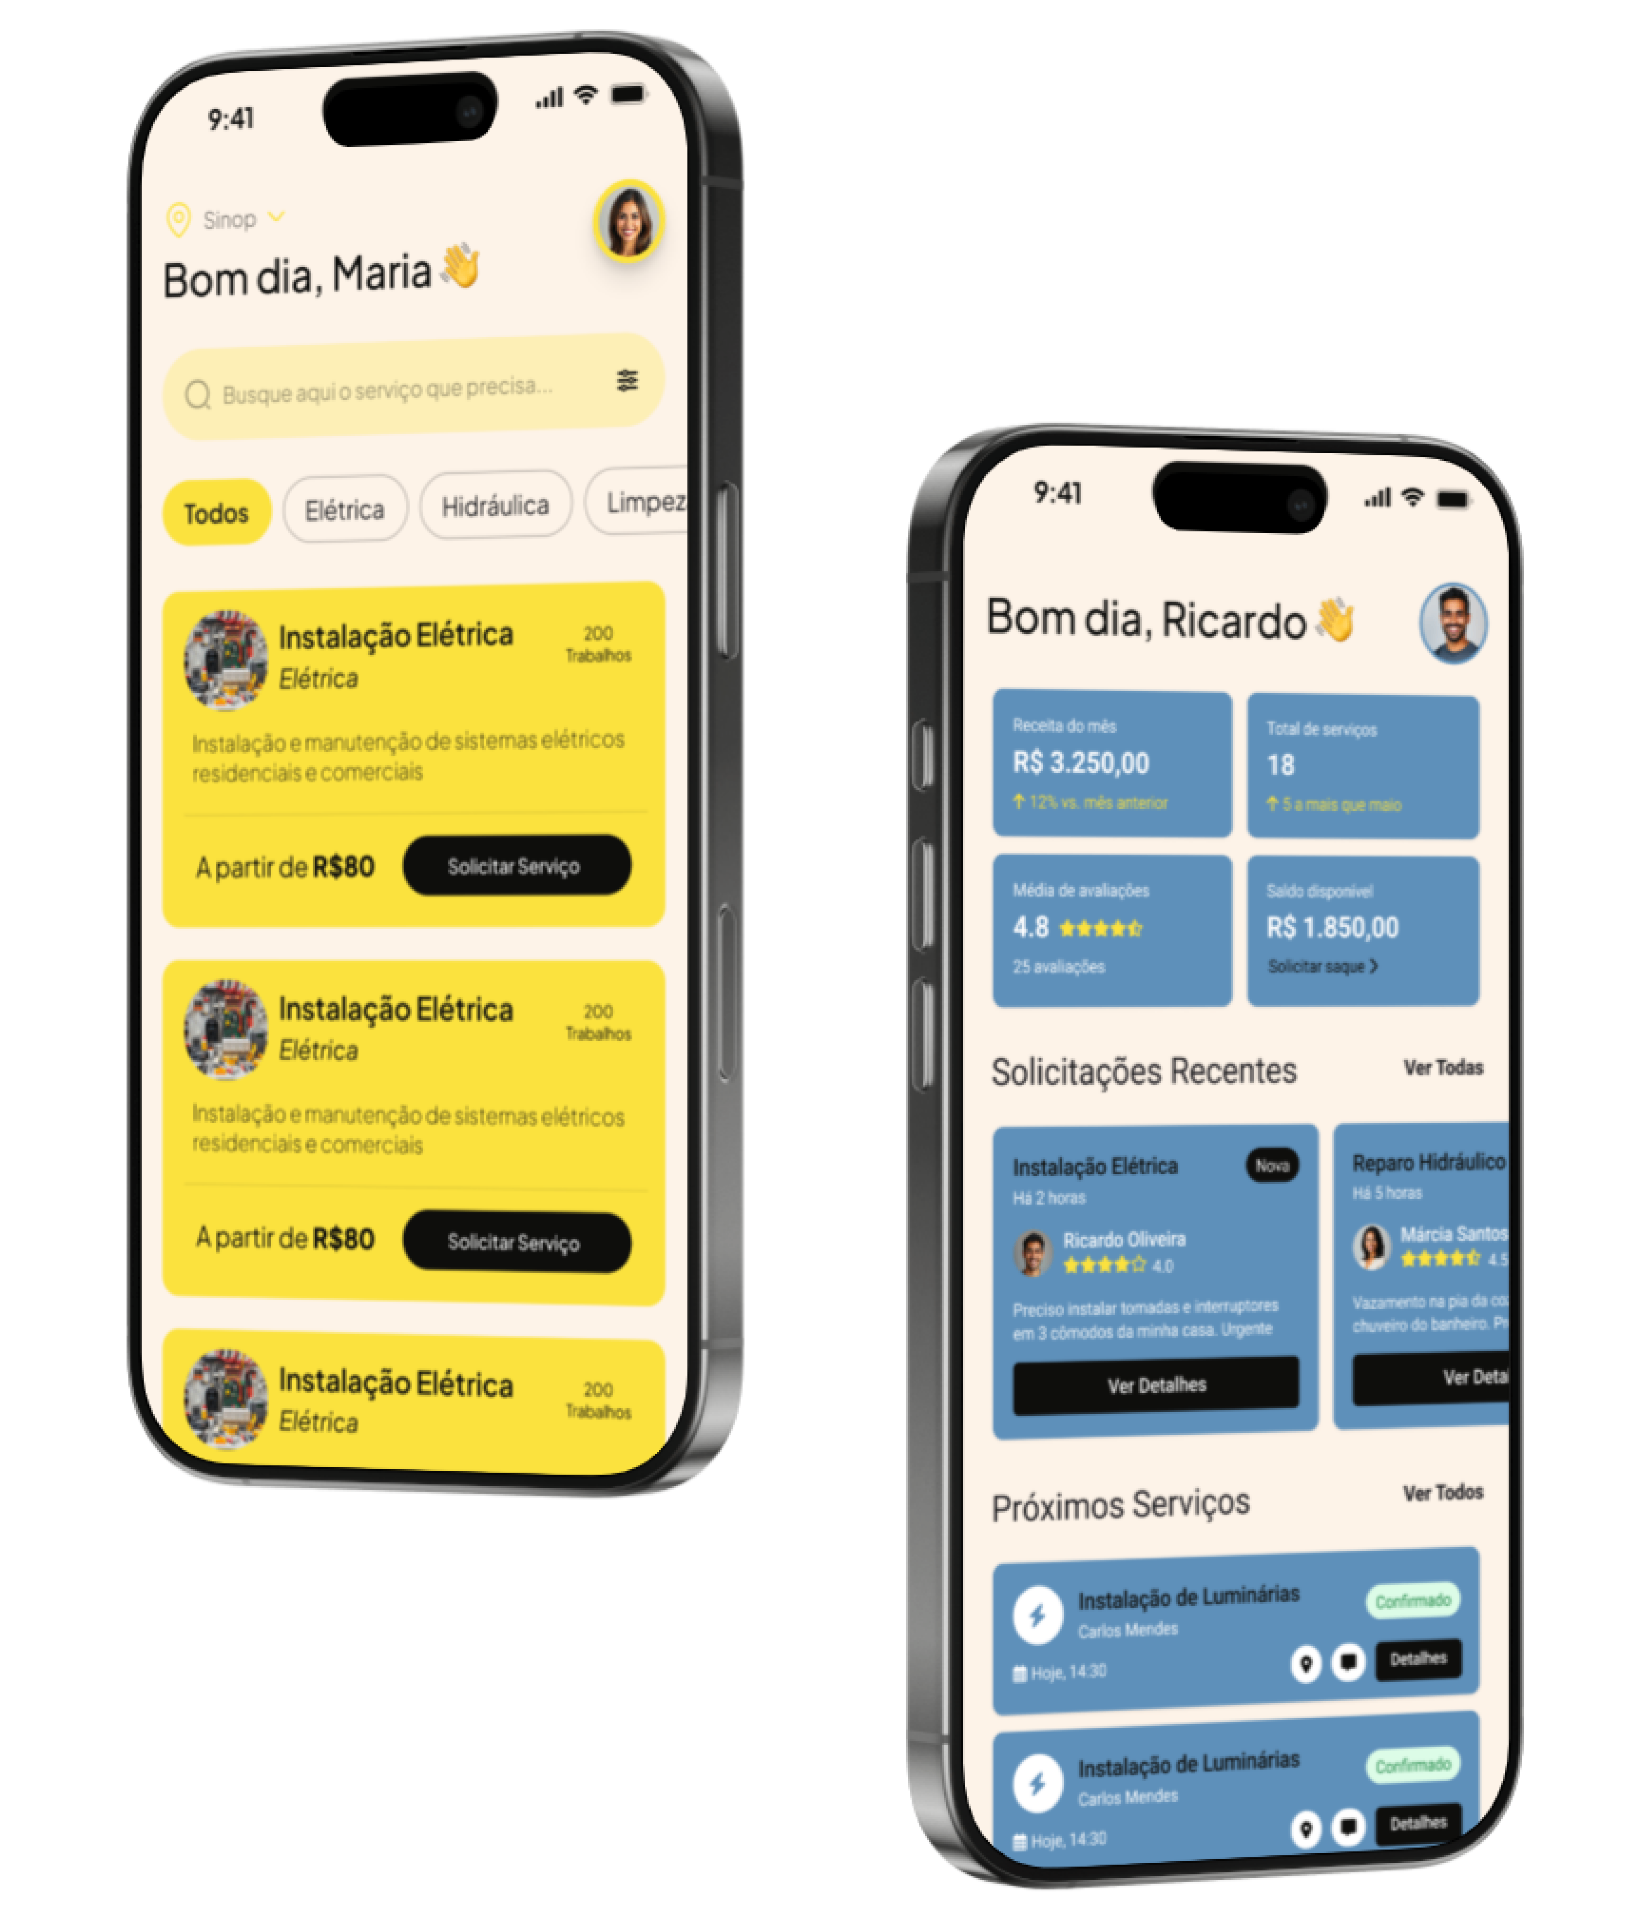 9:41
Sinop
Bom dia, Maria
Busque aqui o serviço que precisa...
Todos
Elétrica
Hidráulica
Limpez
Instalação Elétrica
200
Trabalhos
Elétrica
Instalação e manutenção de sistemas elétricos
residenciais e comerciais
A partir de R$80
Solicitar Serviço
Instalação Elétrica
200
Trabalhos
Elétrica
Instalação e manutenção de sistemas elétricos
residenciais e comerciais
A partir de R$80
Solicitar Serviço
Instalação Elétrica
200
Trabalhos
Elétrica
9:41
Bom dia, Ricardo
Receita do mês
R$ 3.250,00
12% vs. mês anterior
Total de serviços
18
5 a mais que maio
Média de avaliações
4.8
25 avaliações
Saldo disponível
R$ 1.850,00
Solicitar saque
Solicitações Recentes
Ver Todas
Instalação Elétrica
Nova
Há 2 horas
Ricardo Oliveira
4.0
Preciso instalar tomadas e interruptores
em 3 cômodos da minha casa. Urgente
Ver Detalhes
Reparo Hidráulico
Há 5 horas
Márcia Santos
4.5
Vazamento na pia da co
chuveiro do banheiro. Pr
Ver Detal
Próximos Serviços
Ver Todos
Instalação de Luminárias
Confirmado
Carlos Mendes
Hoje, 14:30
Detalhes
Instalação de Luminárias
Confirmado
Carlos Mendes
Hoje, 14:30
Detalhes